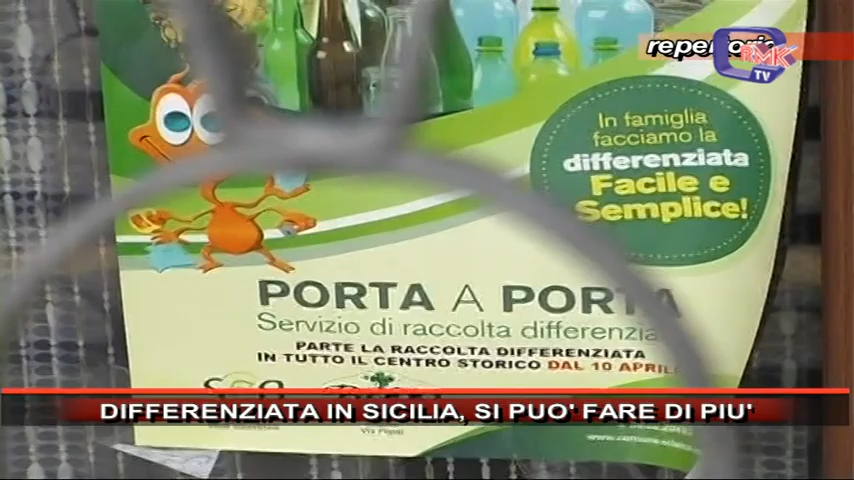 repertorio
RMK
TV
In famiglia
facciamo la
differenziata
Facile e
Semplice!
PORTA A PORTA
Servizio di raccolta differenzia
PARTE LA RACCOLTA DIFFERENZIATA
IN TUTTO IL CENTRO STORICO DAL 10 APRIL
DIFFERENZIATA IN SICILIA, SI PUO' FARE DI PIU'